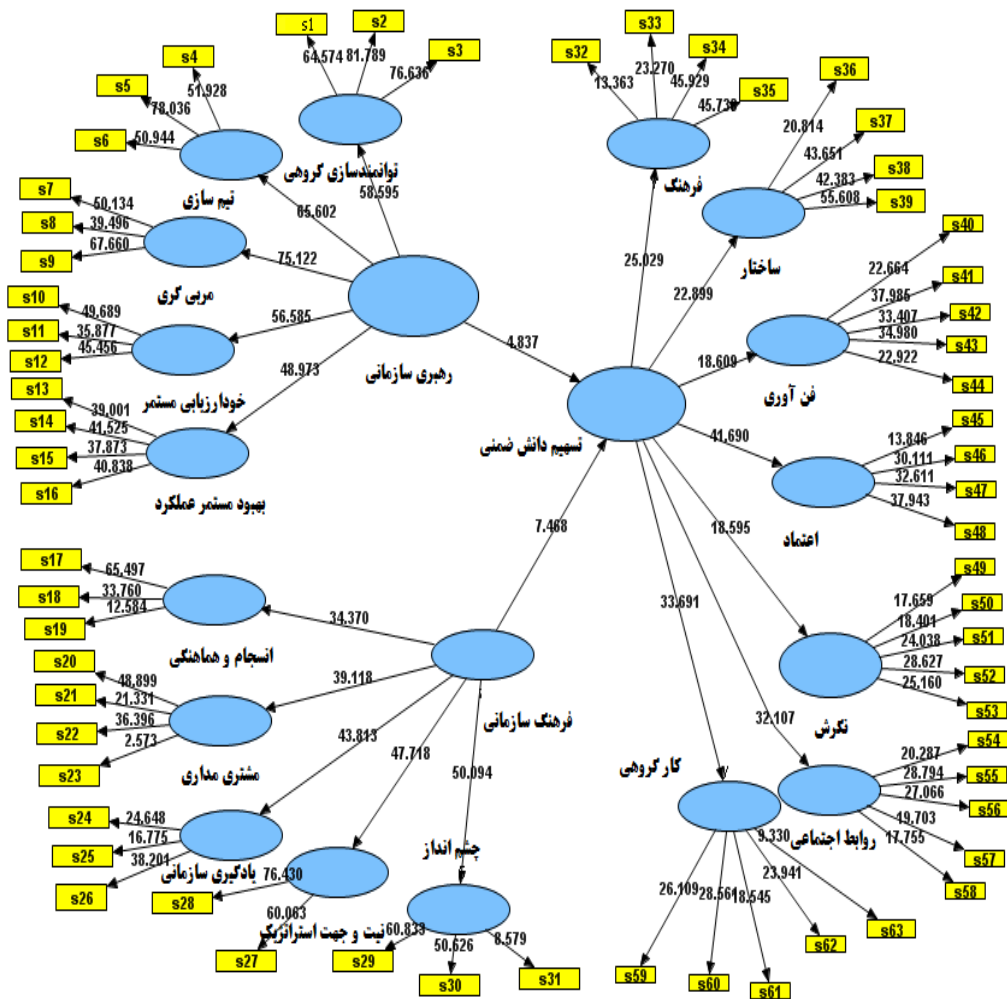 s1
s2
s3
64.574
81.789
76.636
توانمندسازی گروهی
s4
s5
s6
51.928
78.036
50.944
تیم سازی
58.595
65.602
s7
s8
s9
50.134
39.496
67.660
مربی گری
75.122
s10
s11
s12
49.689
35.877
45.456
خودارزیابی مستمر
56.585
s13
s14
s15
s16
39.001
41.525
37.873
40.838
بهبود مستمر عملکرد
48.973
رهبری سازمانی
4.837
s32
s33
s34
s35
13.363
23.270
45.929
فرهنگ
25.029
s36
s37
s38
s39
20.814
43.651
42.383
55.608
ساختار
22.899
s40
s41
s42
s43
s44
22.664
37.985
33.407
34.980
22.922
فن آوری
18.609
تسهیم دانش ضمنی
s45
s46
s47
s48
13.846
30.111
32.611
37.943
اعتماد
41.690
s49
s50
s51
s52
s53
17.659
18.401
24.038
28.627
25.160
نگرش
18.595
s54
s55
s56
s57
s58
20.287
28.794
27.066
17.755
روابط اجتماعی
32.107
کار گروهی
33.691
s59
s60
s61
s62
s63
26.109
28.561
18.545
23.941
9.330
7.468
s17
s18
s19
65.497
33.760
12.584
انسجام و هماهنگی
34.370
s20
s21
s22
s23
48.899
21.331
36.396
2.573
مشتری مداری
39.118
فرهنگ سازمانی
s24
s25
s26
24.648
16.775
38.201
یادگیری سازمانی
43.813
s27
s28
76.430
60.063
نیت و جهت استراتژیک
47.718
چشم انداز
50.094
s29
s30
s31
60.833
50.626
8.579